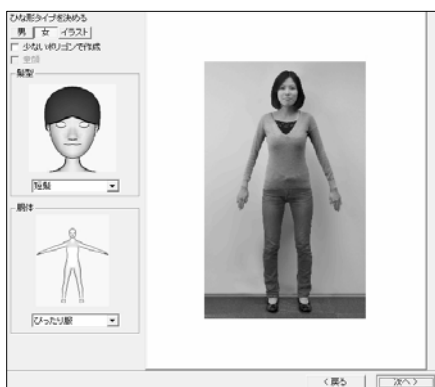 ひな形タイプを決める
男 女 イラスト
少ないポリゴンで作成
髪型
短髪
胴体
ぴったり服
<戻る 次へ>